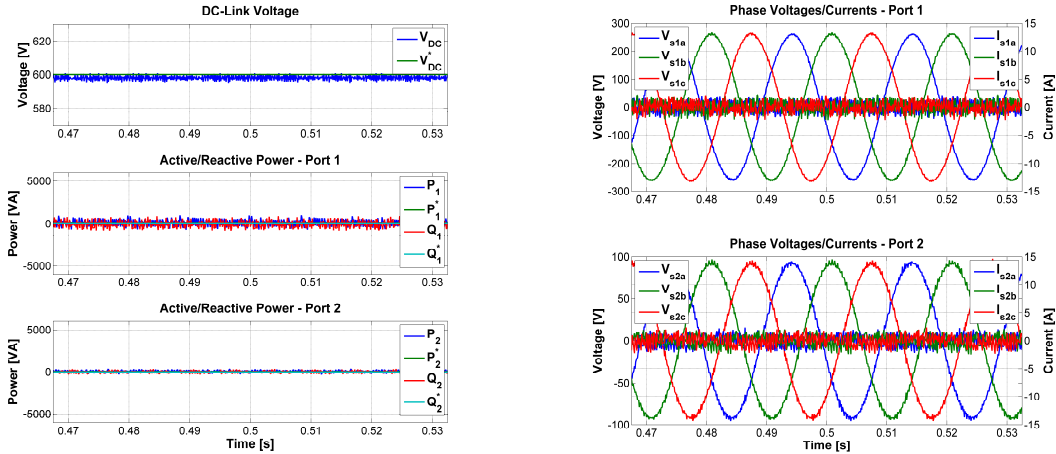 DC-Link Voltage
Voltage [V]
620
600
580
V_DC
V*_DC
0.47 0.48 0.49 0.5 0.51 0.52 0.53
Active/Reactive Power - Port 1
Power [VA]
5000
0
-5000
P_1
P*_1
Q_1
Q*_1
0.47 0.48 0.49 0.5 0.51 0.52 0.53
Active/Reactive Power - Port 2
Power [VA]
5000
0
-5000
P_2
P*_2
Q_2
Q*_2
0.47 0.48 0.49 0.5 0.51 0.52 0.53
Time [s]
Phase Voltages/Currents - Port 1
Voltage [V]
300
200
100
0
-100
-200
-300
V_s1a
V_s1b
V_s1c
I_s1a
I_s1b
I_s1c
15
10
5
0
-5
-10
-15
Current [A]
0.47 0.48 0.49 0.5 0.51 0.52 0.53
Phase Voltages/Currents - Port 2
Voltage [V]
100
50
0
-50
-100
V_s2a
V_s2b
V_s2c
I_s2a
I_s2b
I_s2c
15
10
5
0
-5
-10
-15
Current [A]
0.47 0.48 0.49 0.5 0.51 0.52 0.53
Time [s]